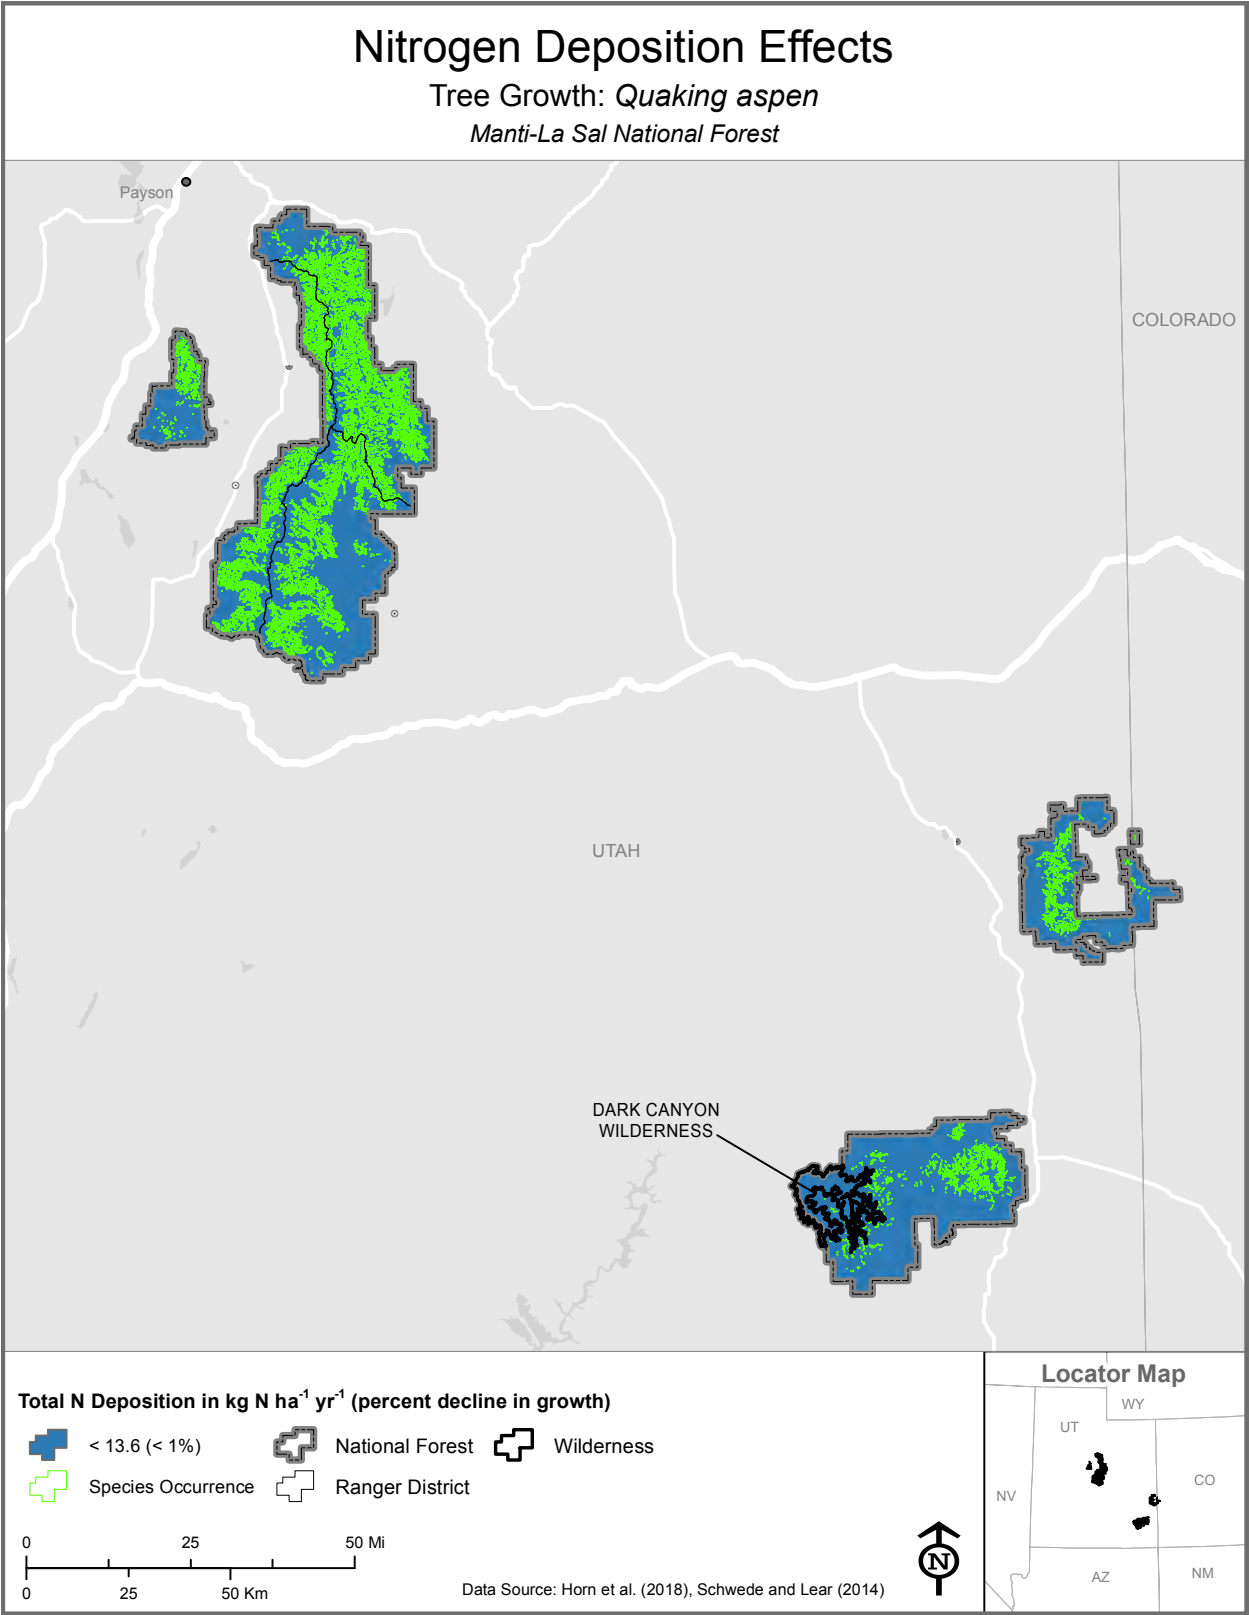 Nitrogen Deposition Effects
Tree Growth: Quaking aspen
Manti-La Sal National Forest
Payson
COLORADO
UTAH
DARK CANYON
WILDERNESS
Total N Deposition in kg N ha-1 yr-1 (percent decline in growth)
< 13.6 (< 1%)
National Forest
Wilderness
Species Occurrence
Ranger District
0 25 50 Mi
0 25 50 Km
Data Source: Horn et al. (2018), Schwede and Lear (2014)
N
Locator Map
WY
UT
NV
CO
AZ
NM